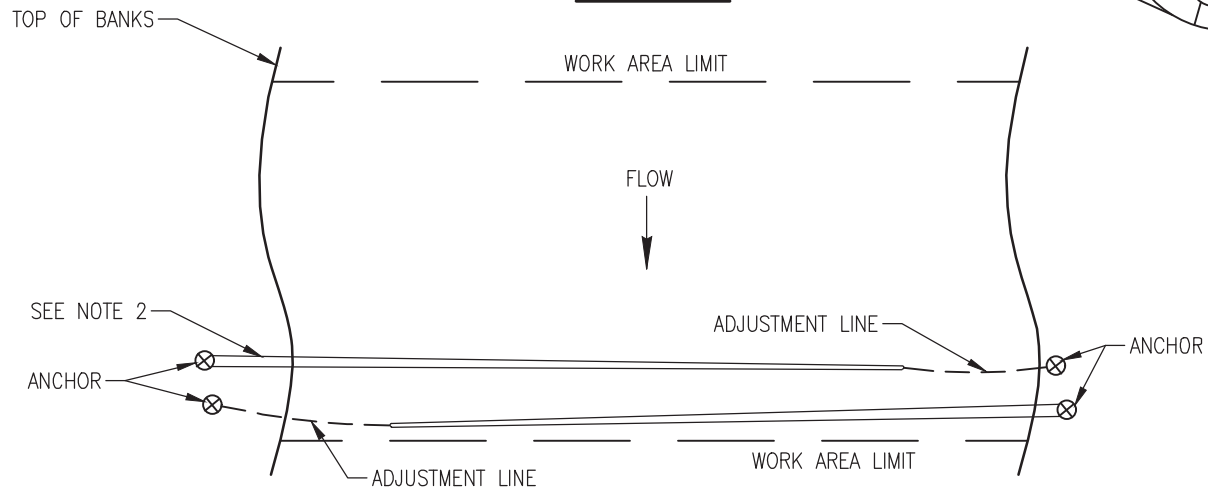 TOP OF BANKS
WORK AREA LIMIT
FLOW
SEE NOTE 2
ADJUSTMENT LINE
ANCHOR
ANCHOR
WORK AREA LIMIT
ADJUSTMENT LINE